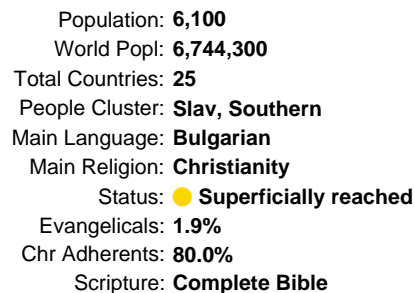 Population: 6,100
World Popl: 6,744,300
Total Countries: 25
People Cluster: Slav, Southern
Main Language: Bulgarian
Main Religion: Christianity
Status: Superficially reached
Evangelicals: 1.9%
Chr Adherents: 80.0%
Scripture: Complete Bible